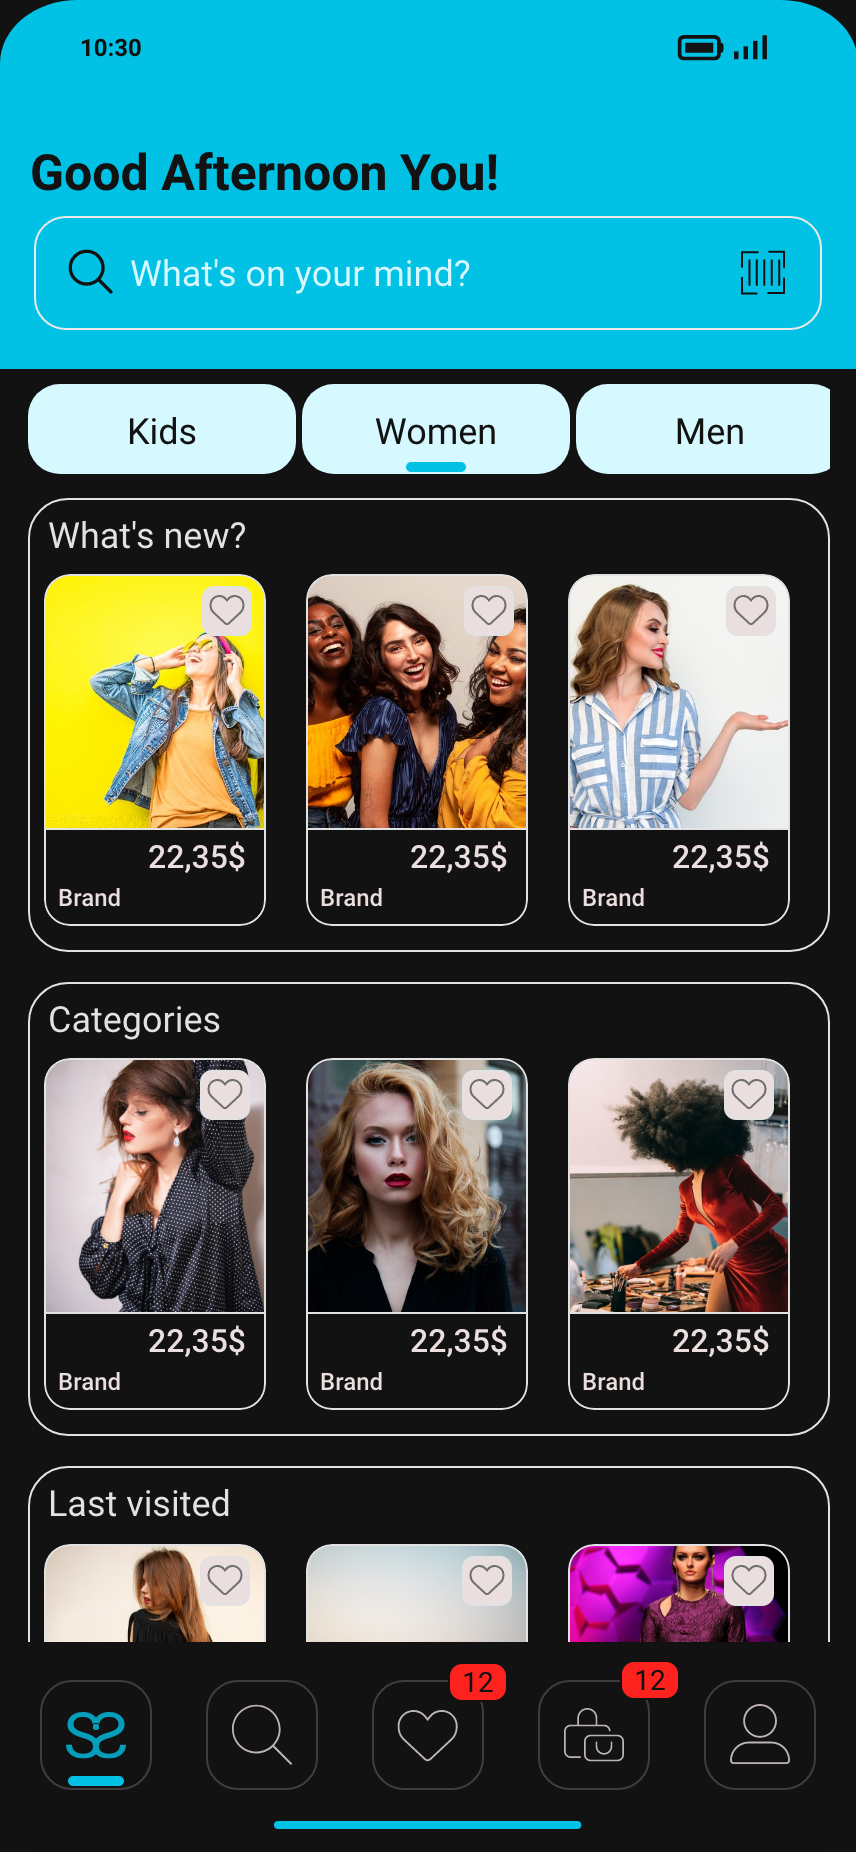 10:30
Good Afternoon You!
What's on your mind?
Kids
Women
Men
What's new?
22,35$
Brand
22,35$
Brand
22,35$
Brand
Categories
22,35$
Brand
22,35$
Brand
22,35$
Brand
Last visited
12
12